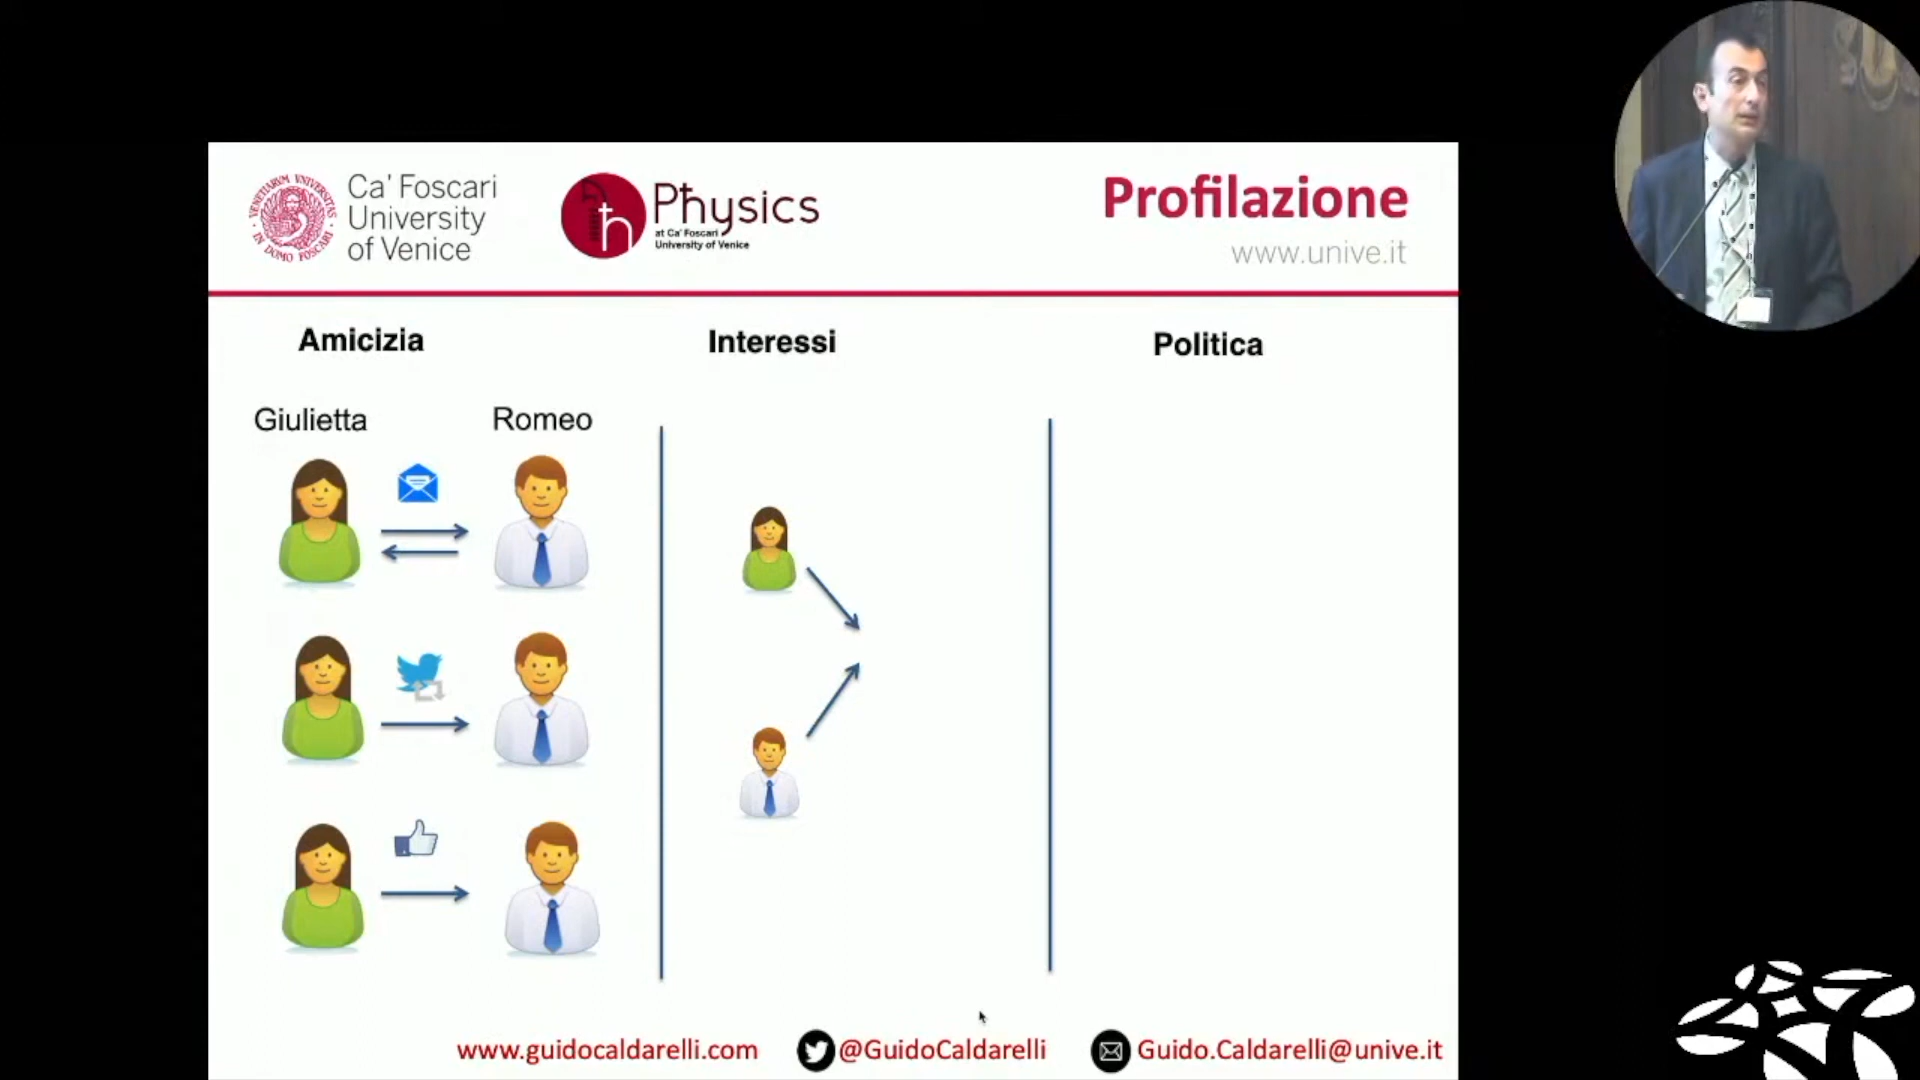 Ca' Foscari
University
of Venice
Physics
at Ca' Foscari
University of Venice
Profilazione
www.unive.it
Amicizia
Interessi
Politica
Giulietta
Romeo
www.guidocaldarelli.com
@GuidoCaldarelli
Guido.Caldarelli@unive.it